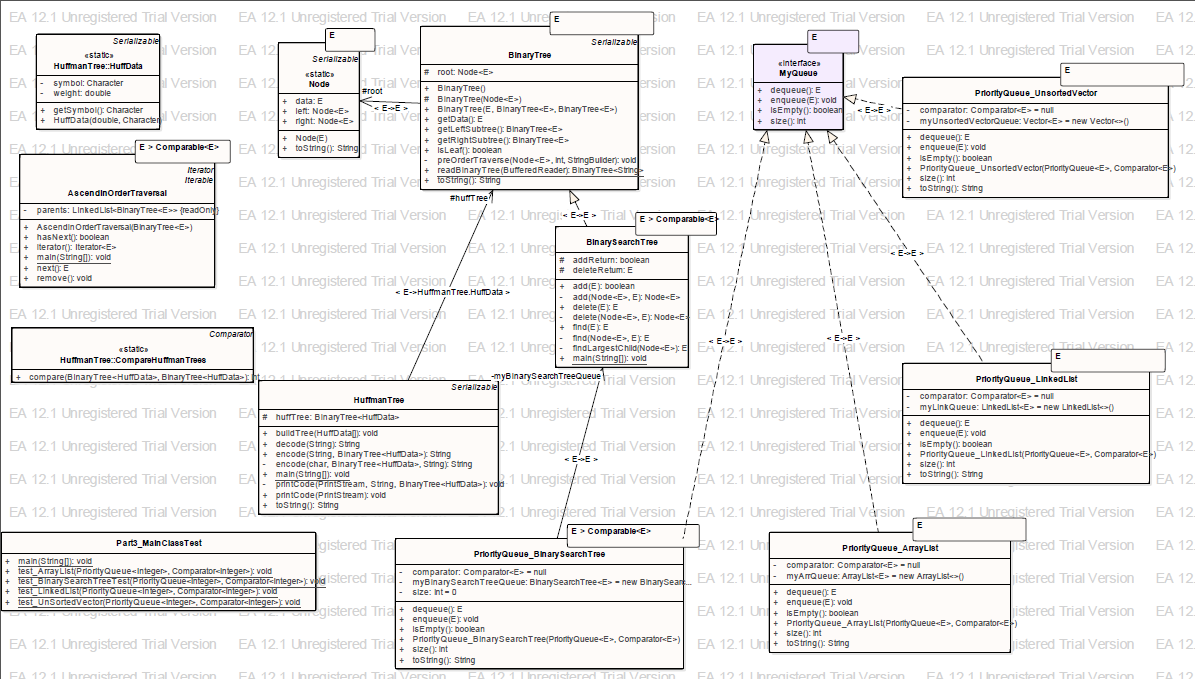 EA 12.1 Unregistered Trial Version
Serializable
«static»
HuffmanTree::HuffData
- symbol: Character
- weight: double
+ getSymbol(): Character
+ HuffData(double, Character
E
Serializable
«static»
Node
+ data: E
+ left: Node<E>
+ right: Node<E>
+ Node(E)
+ toString(): String
#root
< E->E >
E
Serializable
BinaryTree
# root: Node<E>
+ BinaryTree()
# BinaryTree(Node<E>)
+ BinaryTree(E, BinaryTree<E>, BinaryTree<E>)
+ getData(): E
+ getLeftSubtree(): BinaryTree<E>
+ getRightSubtree(): BinaryTree<E>
+ isLeaf(): boolean
- preOrderTraverse(Node<E>, int, StringBuilder): void
+ readBinaryTree(BufferedReader): BinaryTree<String>
+ toString(): String
E
«interface»
MyQueue
+ dequeue(): E
+ enqueue(E): void
+ isEmpty(): boolean
+ size(): int
< E->E >
E
PriorityQueue_UnsortedVector
- comparator: Comparator<E> = null
- myUnsortedVectorQueue: Vector<E> = new Vector<>()
+ dequeue(): E
+ enqueue(E): void
+ isEmpty(): boolean
+ PriorityQueue_UnsortedVector(PriorityQueue<E>, Comparator<E>)
+ size(): int
+ toString(): String
E > Comparable<E>
Iterator
Iterable
AscendInOrderTraversal
- parents: LinkedList<BinaryTree<E>> {readOnly}
+ AscendInOrderTraversal(BinaryTree<E>)
+ hasNext(): boolean
+ iterator(): Iterator<E>
+ main(String[]): void
+ next(): E
+ remove(): void
#huffTree
< E->E >
E > Comparable<E>
BinarySearchTree
# addReturn: boolean
# deleteReturn: E
+ add(E): boolean
- add(Node<E>, E): Node<E>
+ delete(E): E
- delete(Node<E>, E): Node<E>
+ find(E): E
- find(Node<E>, E): E
- findLargestChild(Node<E>): E
+ main(String[]): void
< E->HuffmanTree.HuffData >
< E->E >
< E->E >
< E->E >
Comparator
«static»
HuffmanTree::CompareHuffmanTrees
+ compare(BinaryTree<HuffData>, BinaryTree<HuffData>): int
-myBinarySearchTreeQueue
Serializable
HuffmanTree
# huffTree: BinaryTree<HuffData>
+ buildTree(HuffData[]): void
+ decode(String): String
+ encode(String, BinaryTree<HuffData>): String
- encode(char, BinaryTree<HuffData>, String): String
+ main(String[]): void
- printCode(PrintStream, String, BinaryTree<HuffData>): void
+ printCode(PrintStream): void
+ toString(): String
< E->E >
E
PriorityQueue_LinkedList
- comparator: Comparator<E> = null
- myLinkQueue: LinkedList<E> = new LinkedList<>()
+ dequeue(): E
+ enqueue(E): void
+ isEmpty(): boolean
+ PriorityQueue_LinkedList(PriorityQueue<E>, Comparator<E>)
+ size(): int
+ toString(): String
Part3_MainClassTest
+ main(String[]): void
+ test_ArrayList(PriorityQueue<Integer>, Comparator<Integer>): void
+ test_BinarySearchTreeTest(PriorityQueue<Integer>, Comparator<Integer>): void
+ test_LinkedList(PriorityQueue<Integer>, Comparator<Integer>): void
+ test_UnSortedVector(PriorityQueue<Integer>, Comparator<Integer>): void
E > Comparable<E>
PriorityQueue_BinarySearchTree
- comparator: Comparator<E> = null
- myBinarySearchTreeQueue: BinarySearchTree<E> = new BinarySear...
- size: int = 0
+ dequeue(): E
+ enqueue(E): void
+ isEmpty(): boolean
+ PriorityQueue_BinarySearchTree(PriorityQueue<E>, Comparator<E>)
+ size(): int
+ toString(): String
E
PriorityQueue_ArrayList
- comparator: Comparator<E> = null
- myArrQueue: ArrayList<E> = new ArrayList<>()
+ dequeue(): E
+ enqueue(E): void
+ isEmpty(): boolean
+ PriorityQueue_ArrayList(PriorityQueue<E>, Comparator<E>)
+ size(): int
+ toString(): String